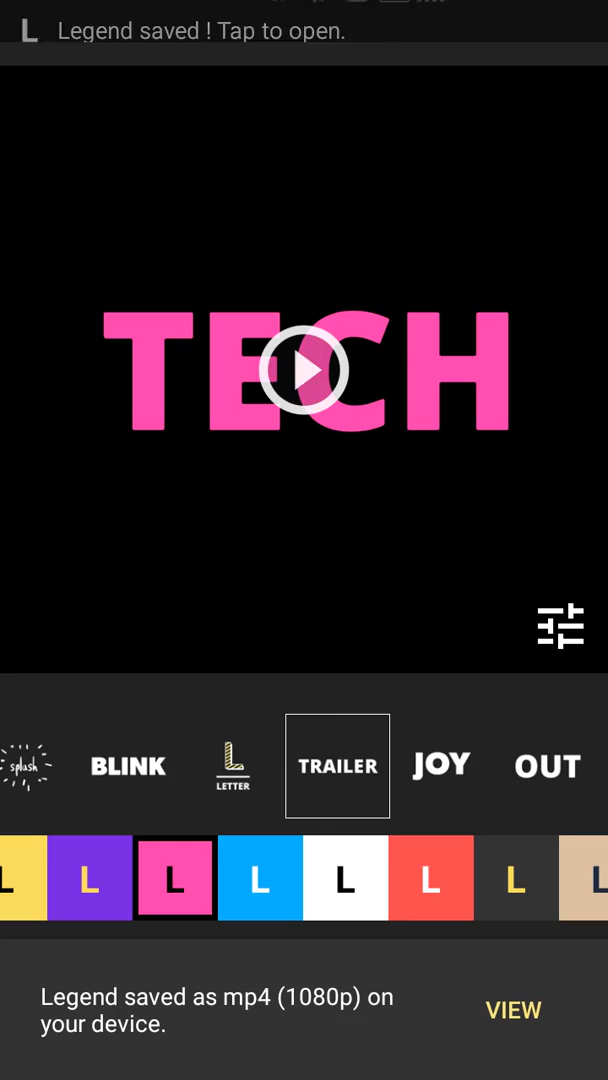 L Legend saved ! Tap to open.
TECH
splash BLINK L LETTER TRAILER JOY OUT
L L L L L L L L
Legend saved as mp4 (1080p) on
your device.
VIEW